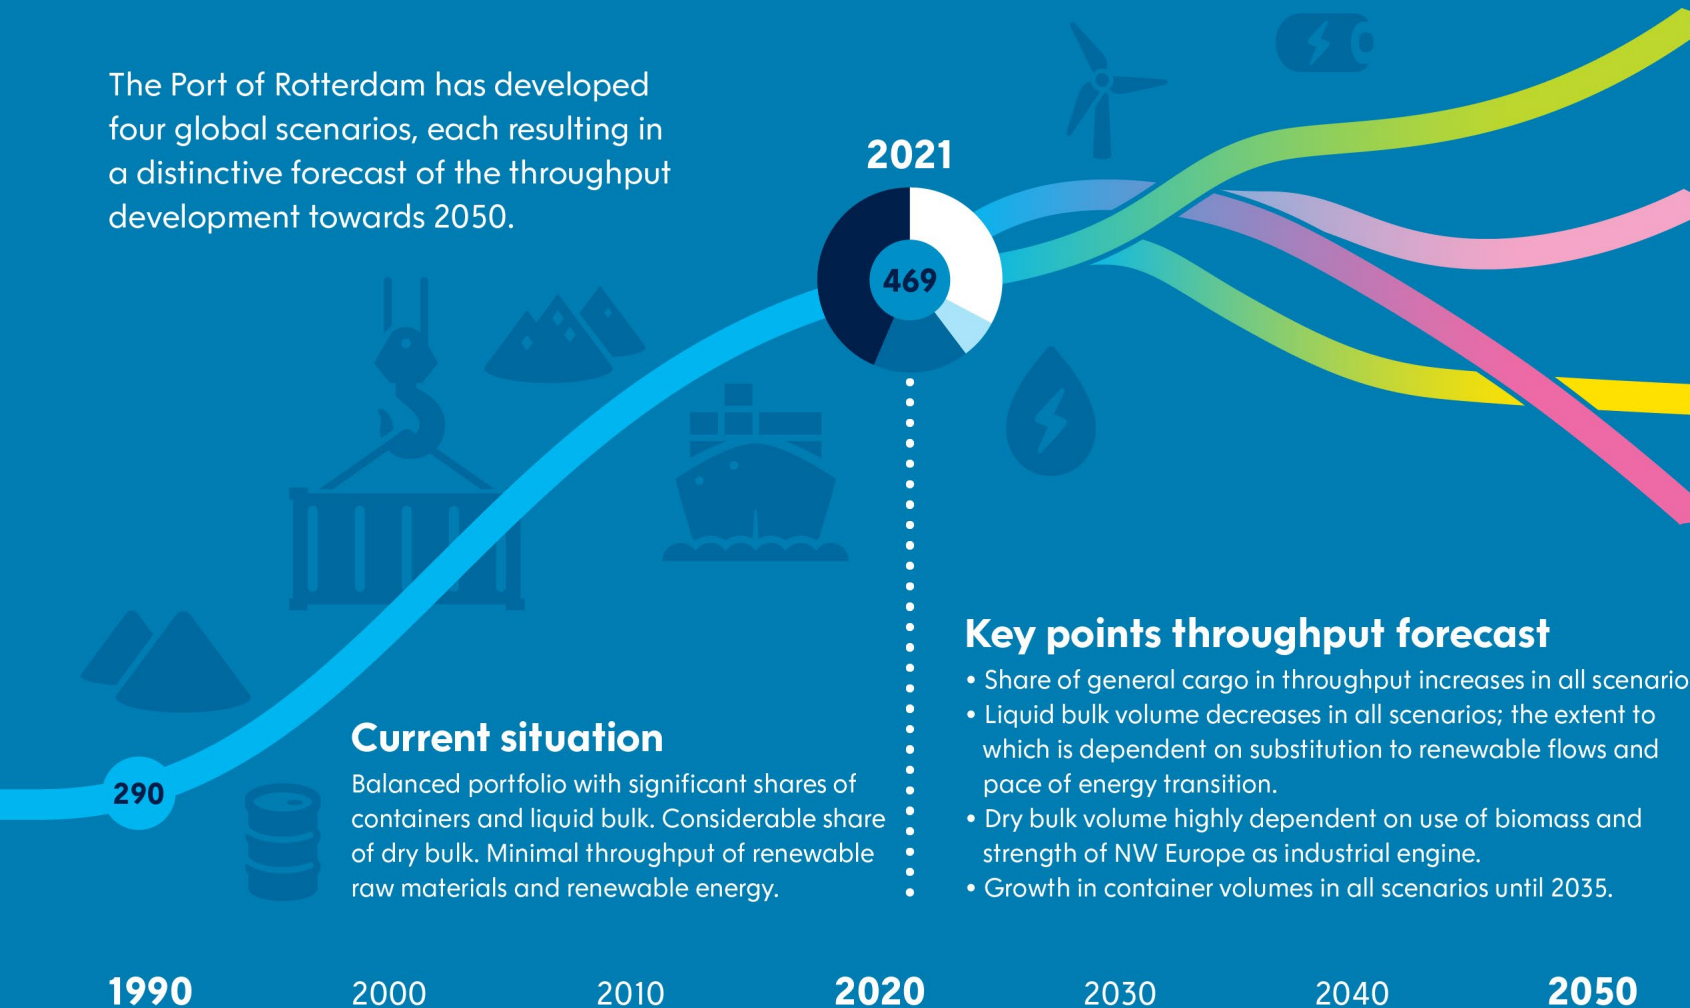 The Port of Rotterdam has developed
four global scenarios, each resulting in
a distinctive forecast of the throughput
development towards 2050.
2021
469
290
Current situation
Balanced portfolio with significant shares of
containers and liquid bulk. Considerable share
of dry bulk. Minimal throughput of renewable
raw materials and renewable energy.
Key points throughput forecast
• Share of general cargo in throughput increases in all scenario
• Liquid bulk volume decreases in all scenarios; the extent to
which is dependent on substitution to renewable flows and
pace of energy transition.
• Dry bulk volume highly dependent on use of biomass and
strength of NW Europe as industrial engine.
• Growth in container volumes in all scenarios until 2035.
1990 2000 2010 2020 2030 2040 2050